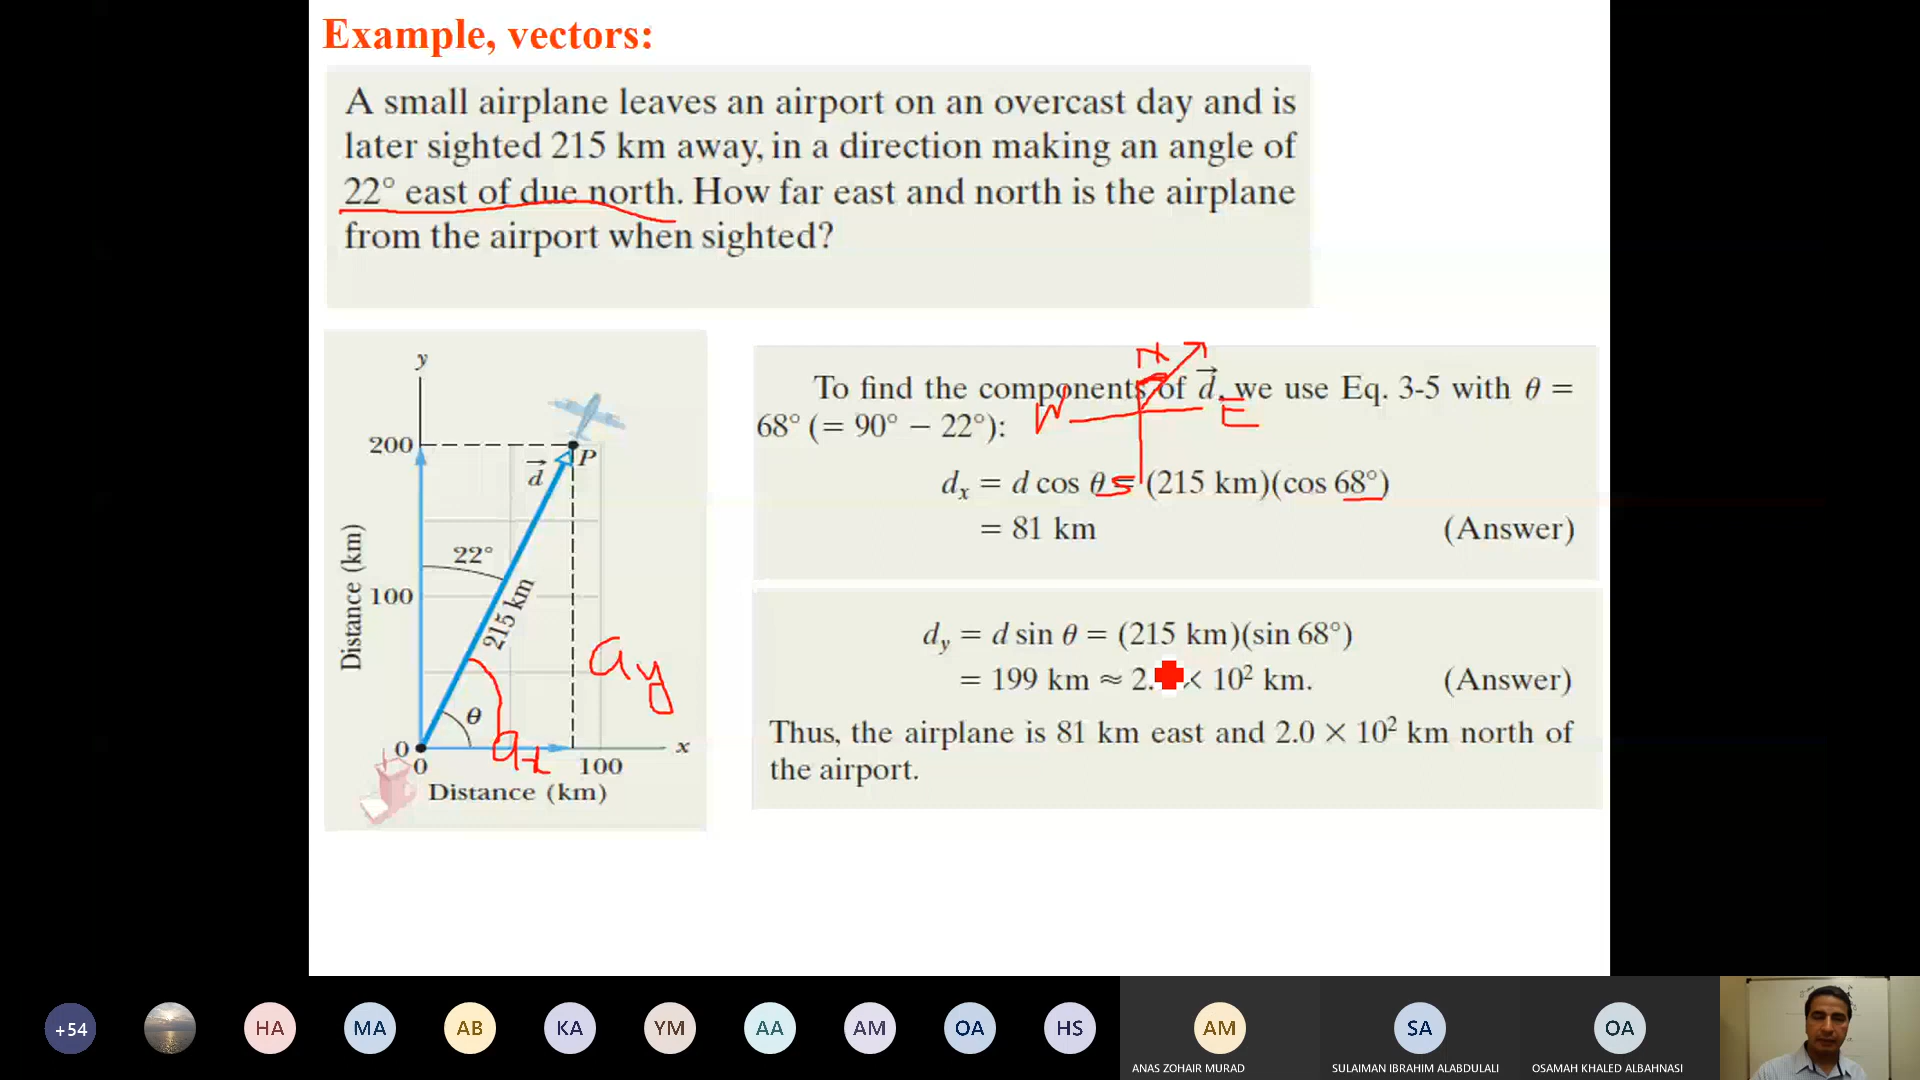 Example, vectors:
A small airplane leaves an airport on an overcast day and is
later sighted 215 km away, in a direction making an angle of
22° east of due north. How far east and north is the airplane
from the airport when sighted?
y
200
P
d⃗
22°
Distance (km)
100
215 km
ay
θ
0
ax
x
0
100
Distance (km)
N
To find the components of d⃗, we use Eq. 3-5 with θ =
W
E
68° (= 90° − 22°):
S
dₓ = d cos θ = (215 km)(cos 68°)
= 81 km (Answer)
d_y = d sin θ = (215 km)(sin 68°)
= 199 km ≈ 2. × 10² km. (Answer)
Thus, the airplane is 81 km east and 2.0 × 10² km north of
the airport.
+54
HA
MA
AB
KA
YM
AA
AM
OA
HS
AM
SA
OA
ANAS ZOHAIR MURAD
SULAIMAN IBRAHIM ALABDULALI
OSAMAH KHALED ALBAHNASI